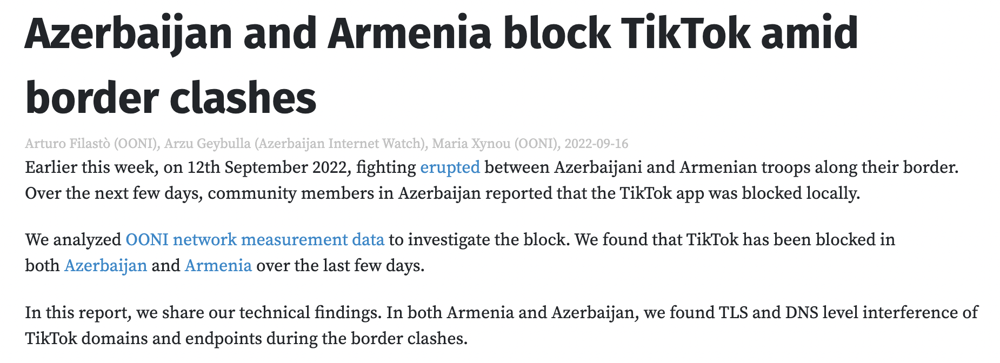 Azerbaijan and Armenia block TikTok amid
border clashes
Arturo Filastò (OONI), Arzu Geybulla (Azerbaijan Internet Watch), Maria Xynou (OONI), 2022-09-16
Earlier this week, on 12th September 2022, fighting erupted between Azerbaijani and Armenian troops along their border.
Over the next few days, community members in Azerbaijan reported that the TikTok app was blocked locally.
We analyzed OONI network measurement data to investigate the block. We found that TikTok has been blocked in
both Azerbaijan and Armenia over the last few days.
In this report, we share our technical findings. In both Armenia and Azerbaijan, we found TLS and DNS level interference of
TikTok domains and endpoints during the border clashes.